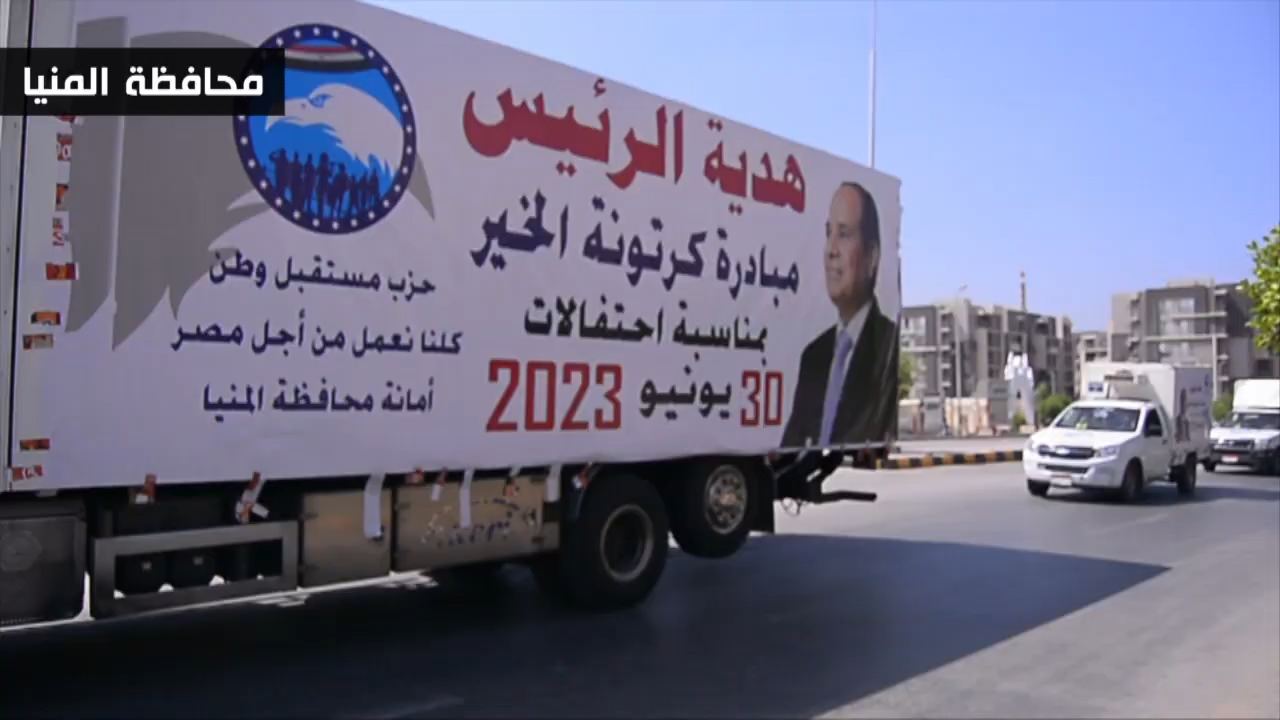 محافظة المنيا
هدية الرئيس
مبادرة كرتونة الخير
بمناسبة احتفالات
30 يونيو 2023
حزب مستقبل وطن
كلنا نعمل من أجل مصر
أمانة محافظة المنيا